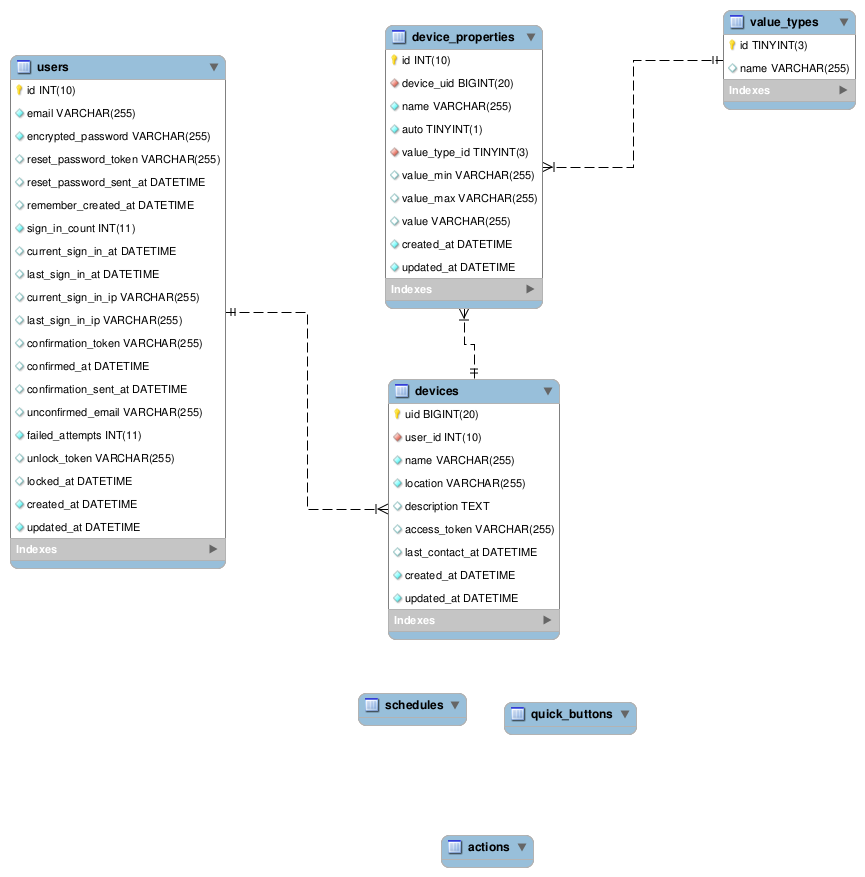 users
id INT(10)
email VARCHAR(255)
encrypted_password VARCHAR(255)
reset_password_token VARCHAR(255)
reset_password_sent_at DATETIME
remember_created_at DATETIME
sign_in_count INT(11)
current_sign_in_at DATETIME
last_sign_in_at DATETIME
current_sign_in_ip VARCHAR(255)
last_sign_in_ip VARCHAR(255)
confirmation_token VARCHAR(255)
confirmed_at DATETIME
confirmation_sent_at DATETIME
unconfirmed_email VARCHAR(255)
failed_attempts INT(11)
unlock_token VARCHAR(255)
locked_at DATETIME
created_at DATETIME
updated_at DATETIME
Indexes
device_properties
id INT(10)
device_uid BIGINT(20)
name VARCHAR(255)
auto TINYINT(1)
value_type_id TINYINT(3)
value_min VARCHAR(255)
value_max VARCHAR(255)
value VARCHAR(255)
created_at DATETIME
updated_at DATETIME
Indexes
value_types
id TINYINT(3)
name VARCHAR(255)
Indexes
devices
uid BIGINT(20)
user_id INT(10)
name VARCHAR(255)
location VARCHAR(255)
description TEXT
access_token VARCHAR(255)
last_contact_at DATETIME
created_at DATETIME
updated_at DATETIME
Indexes
schedules
quick_buttons
actions